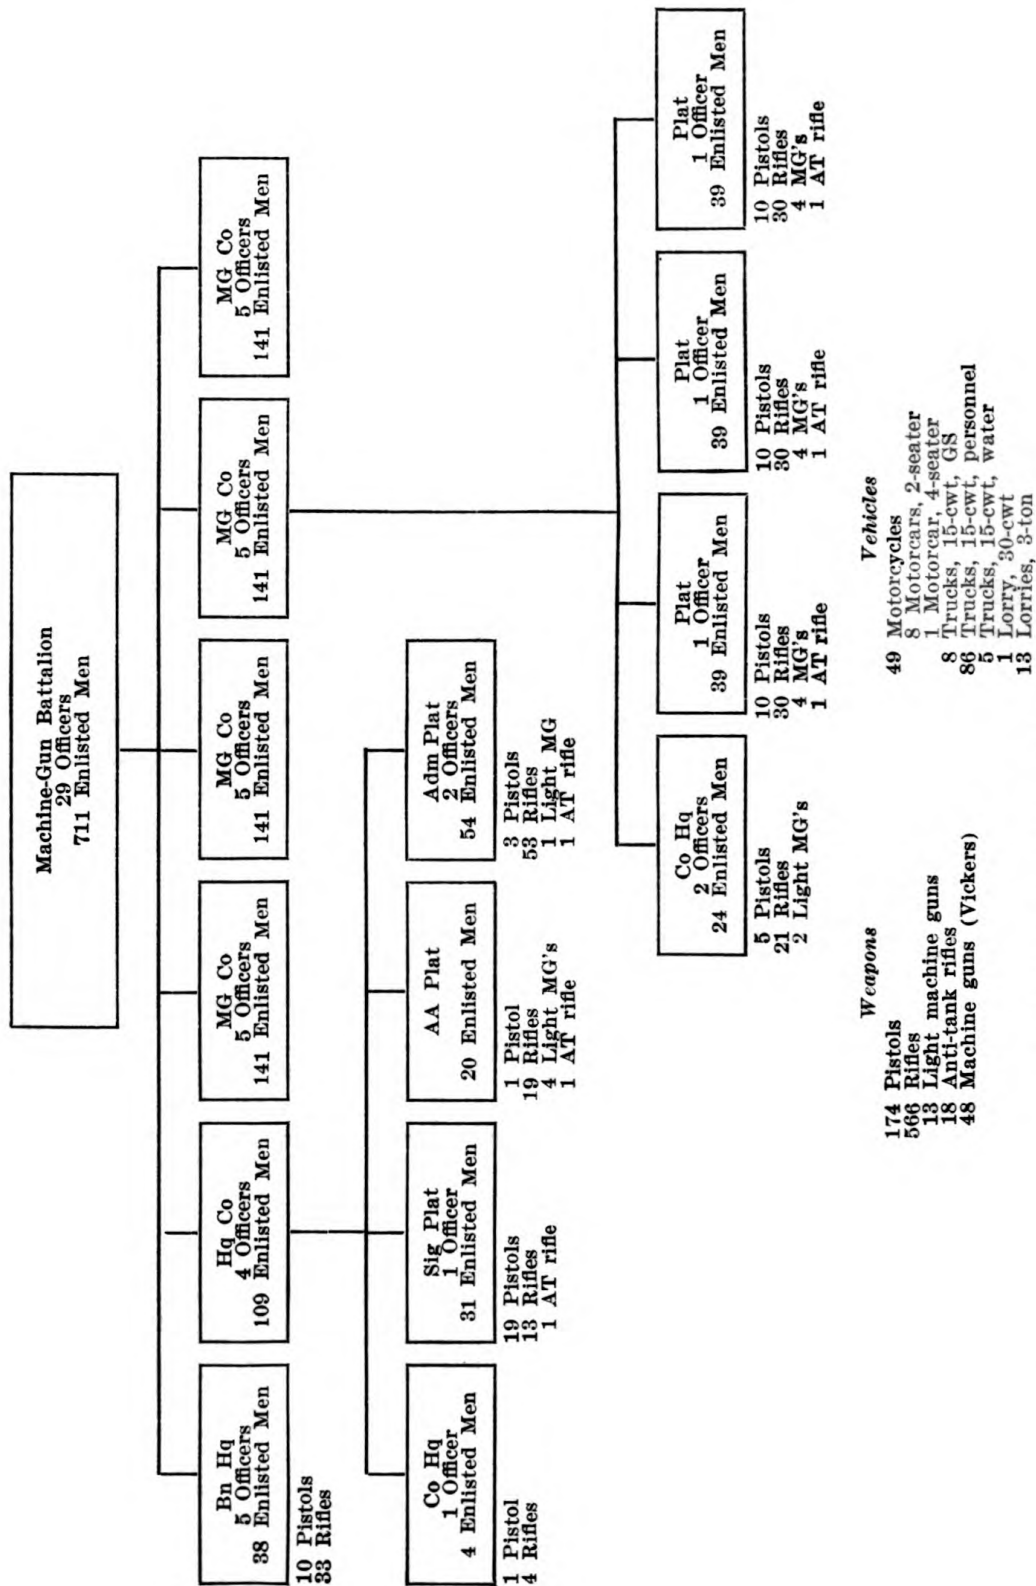 Machine-Gun Battalion
29 Officers
711 Enlisted Men
Bn Hq
5 Officers
38 Enlisted Men
10 Pistols
33 Rifles
Hq Co
4 Officers
109 Enlisted Men
MG Co
5 Officers
141 Enlisted Men
MG Co
5 Officers
141 Enlisted Men
MG Co
5 Officers
141 Enlisted Men
MG Co
5 Officers
141 Enlisted Men
Co Hq
1 Officer
4 Enlisted Men
1 Pistol
4 Rifles
Sig Plat
1 Officer
31 Enlisted Men
19 Pistols
13 Rifles
1 AT rifle
AA Plat
20 Enlisted Men
1 Pistol
19 Rifles
4 Light MG's
1 AT rifle
Adm Plat
2 Officers
54 Enlisted Men
3 Pistols
53 Rifles
1 Light MG
1 AT rifle
Co Hq
2 Officers
24 Enlisted Men
5 Pistols
21 Rifles
2 Light MG's
Plat
1 Officer
39 Enlisted Men
10 Pistols
30 Rifles
4 MG's
1 AT rifle
Plat
1 Officer
39 Enlisted Men
10 Pistols
30 Rifles
4 MG's
1 AT rifle
Plat
1 Officer
39 Enlisted Men
10 Pistols
30 Rifles
4 MG's
1 AT rifle
Weapons
174 Pistols
566 Rifles
13 Light machine guns
18 Anti-tank rifles
48 Machine guns (Vickers)
Vehicles
49 Motorcycles
8 Motorcars, 2-seater
1 Motorcar, 4-seater
8 Trucks, 15-cwt, GS
86 Trucks, 15-cwt, personnel
5 Trucks, 15-cwt, water
1 Lorry, 30-cwt
13 Lorries, 3-ton